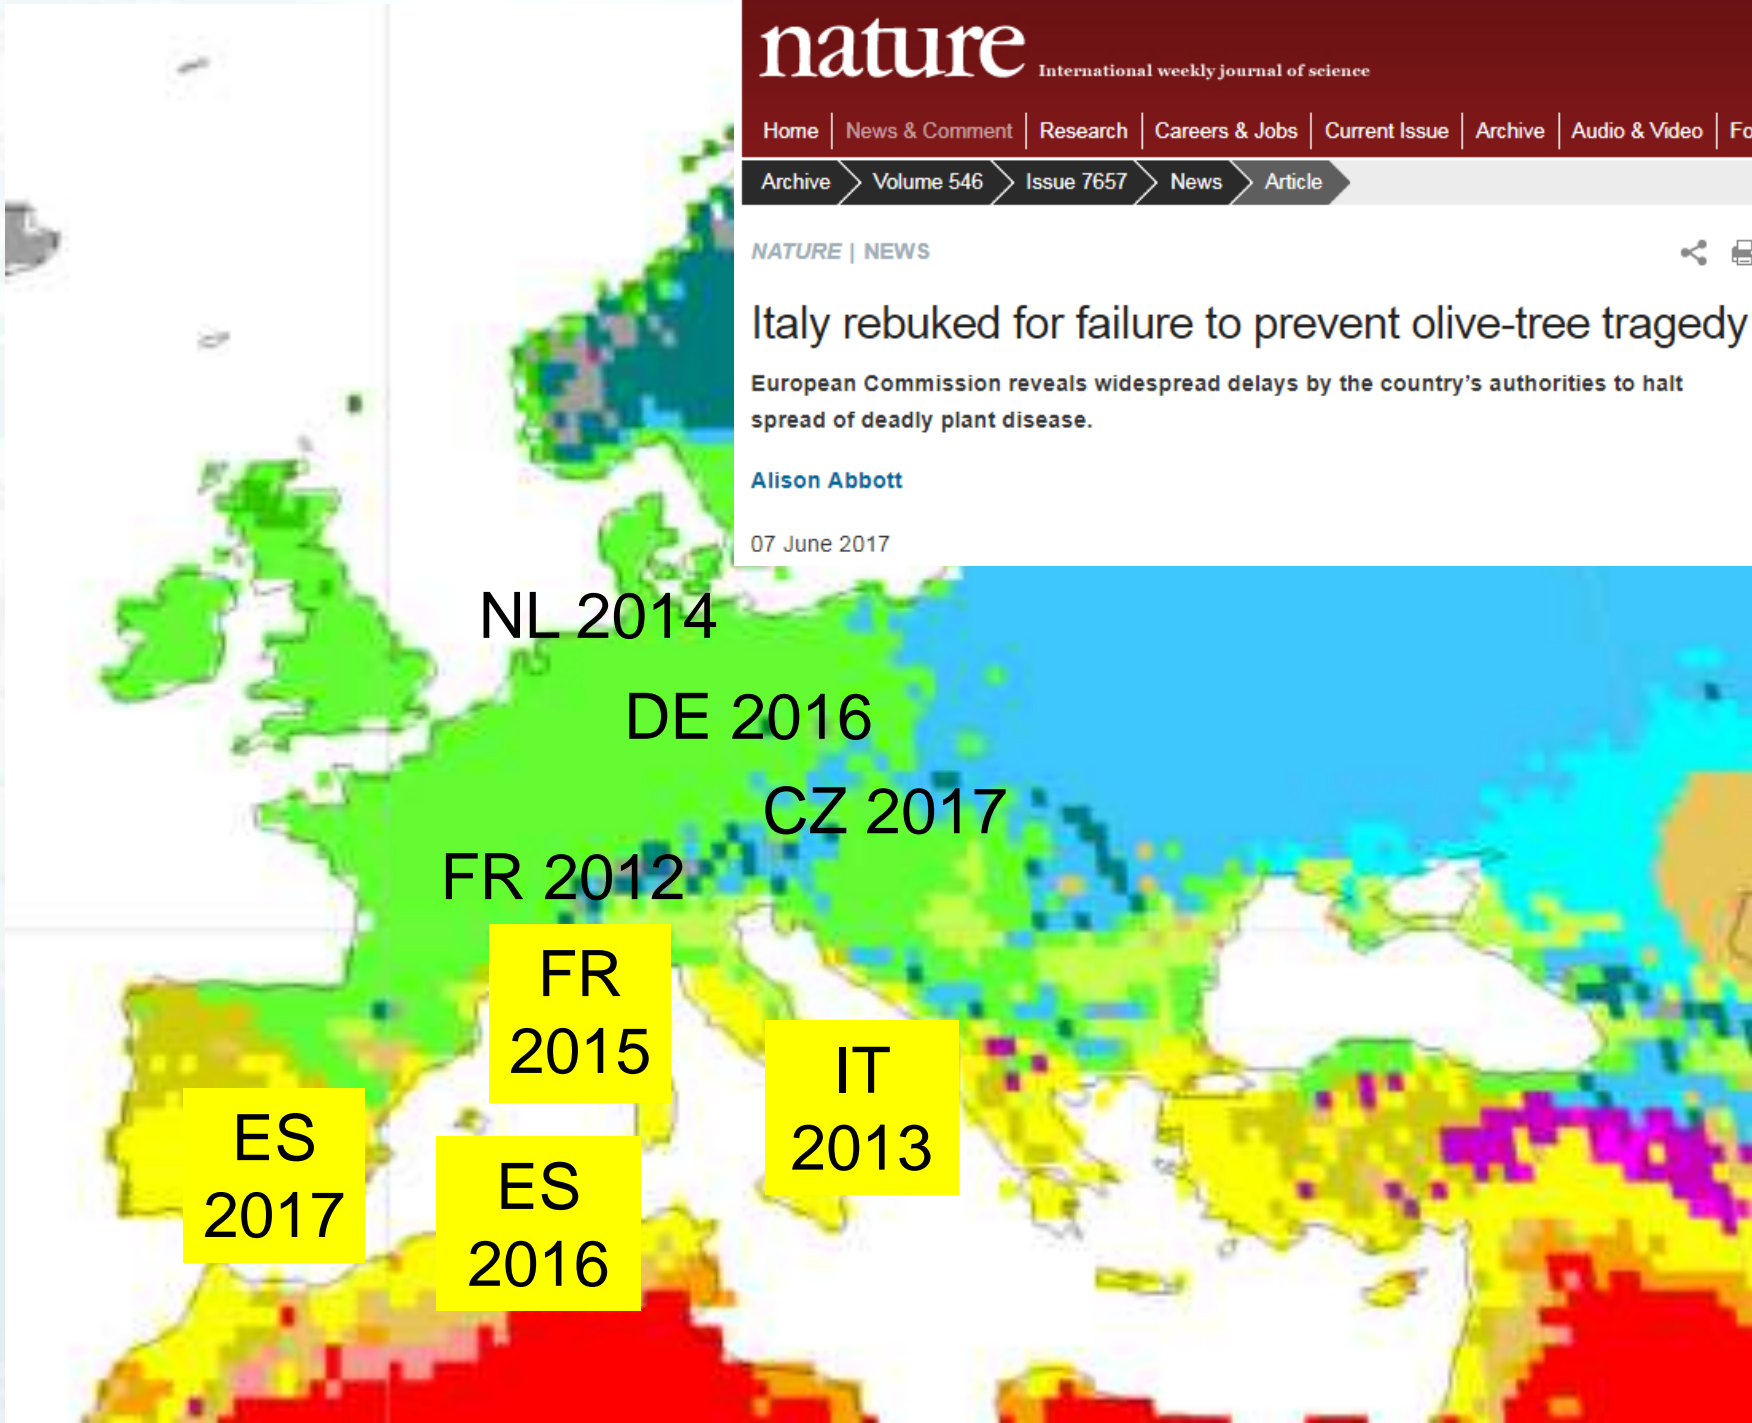 nature International weekly journal of science
Home News & Comment Research Careers & Jobs Current Issue Archive Audio & Video
Archive Volume 546 Issue 7657 News Article
NATURE | NEWS
Italy rebuked for failure to prevent olive-tree tragedy
European Commission reveals widespread delays by the country's authorities to halt
spread of deadly plant disease.
Alison Abbott
07 June 2017
NL 2014
DE 2016
CZ 2017
FR 2012
FR
2015
IT
2013
ES
2017
ES
2016